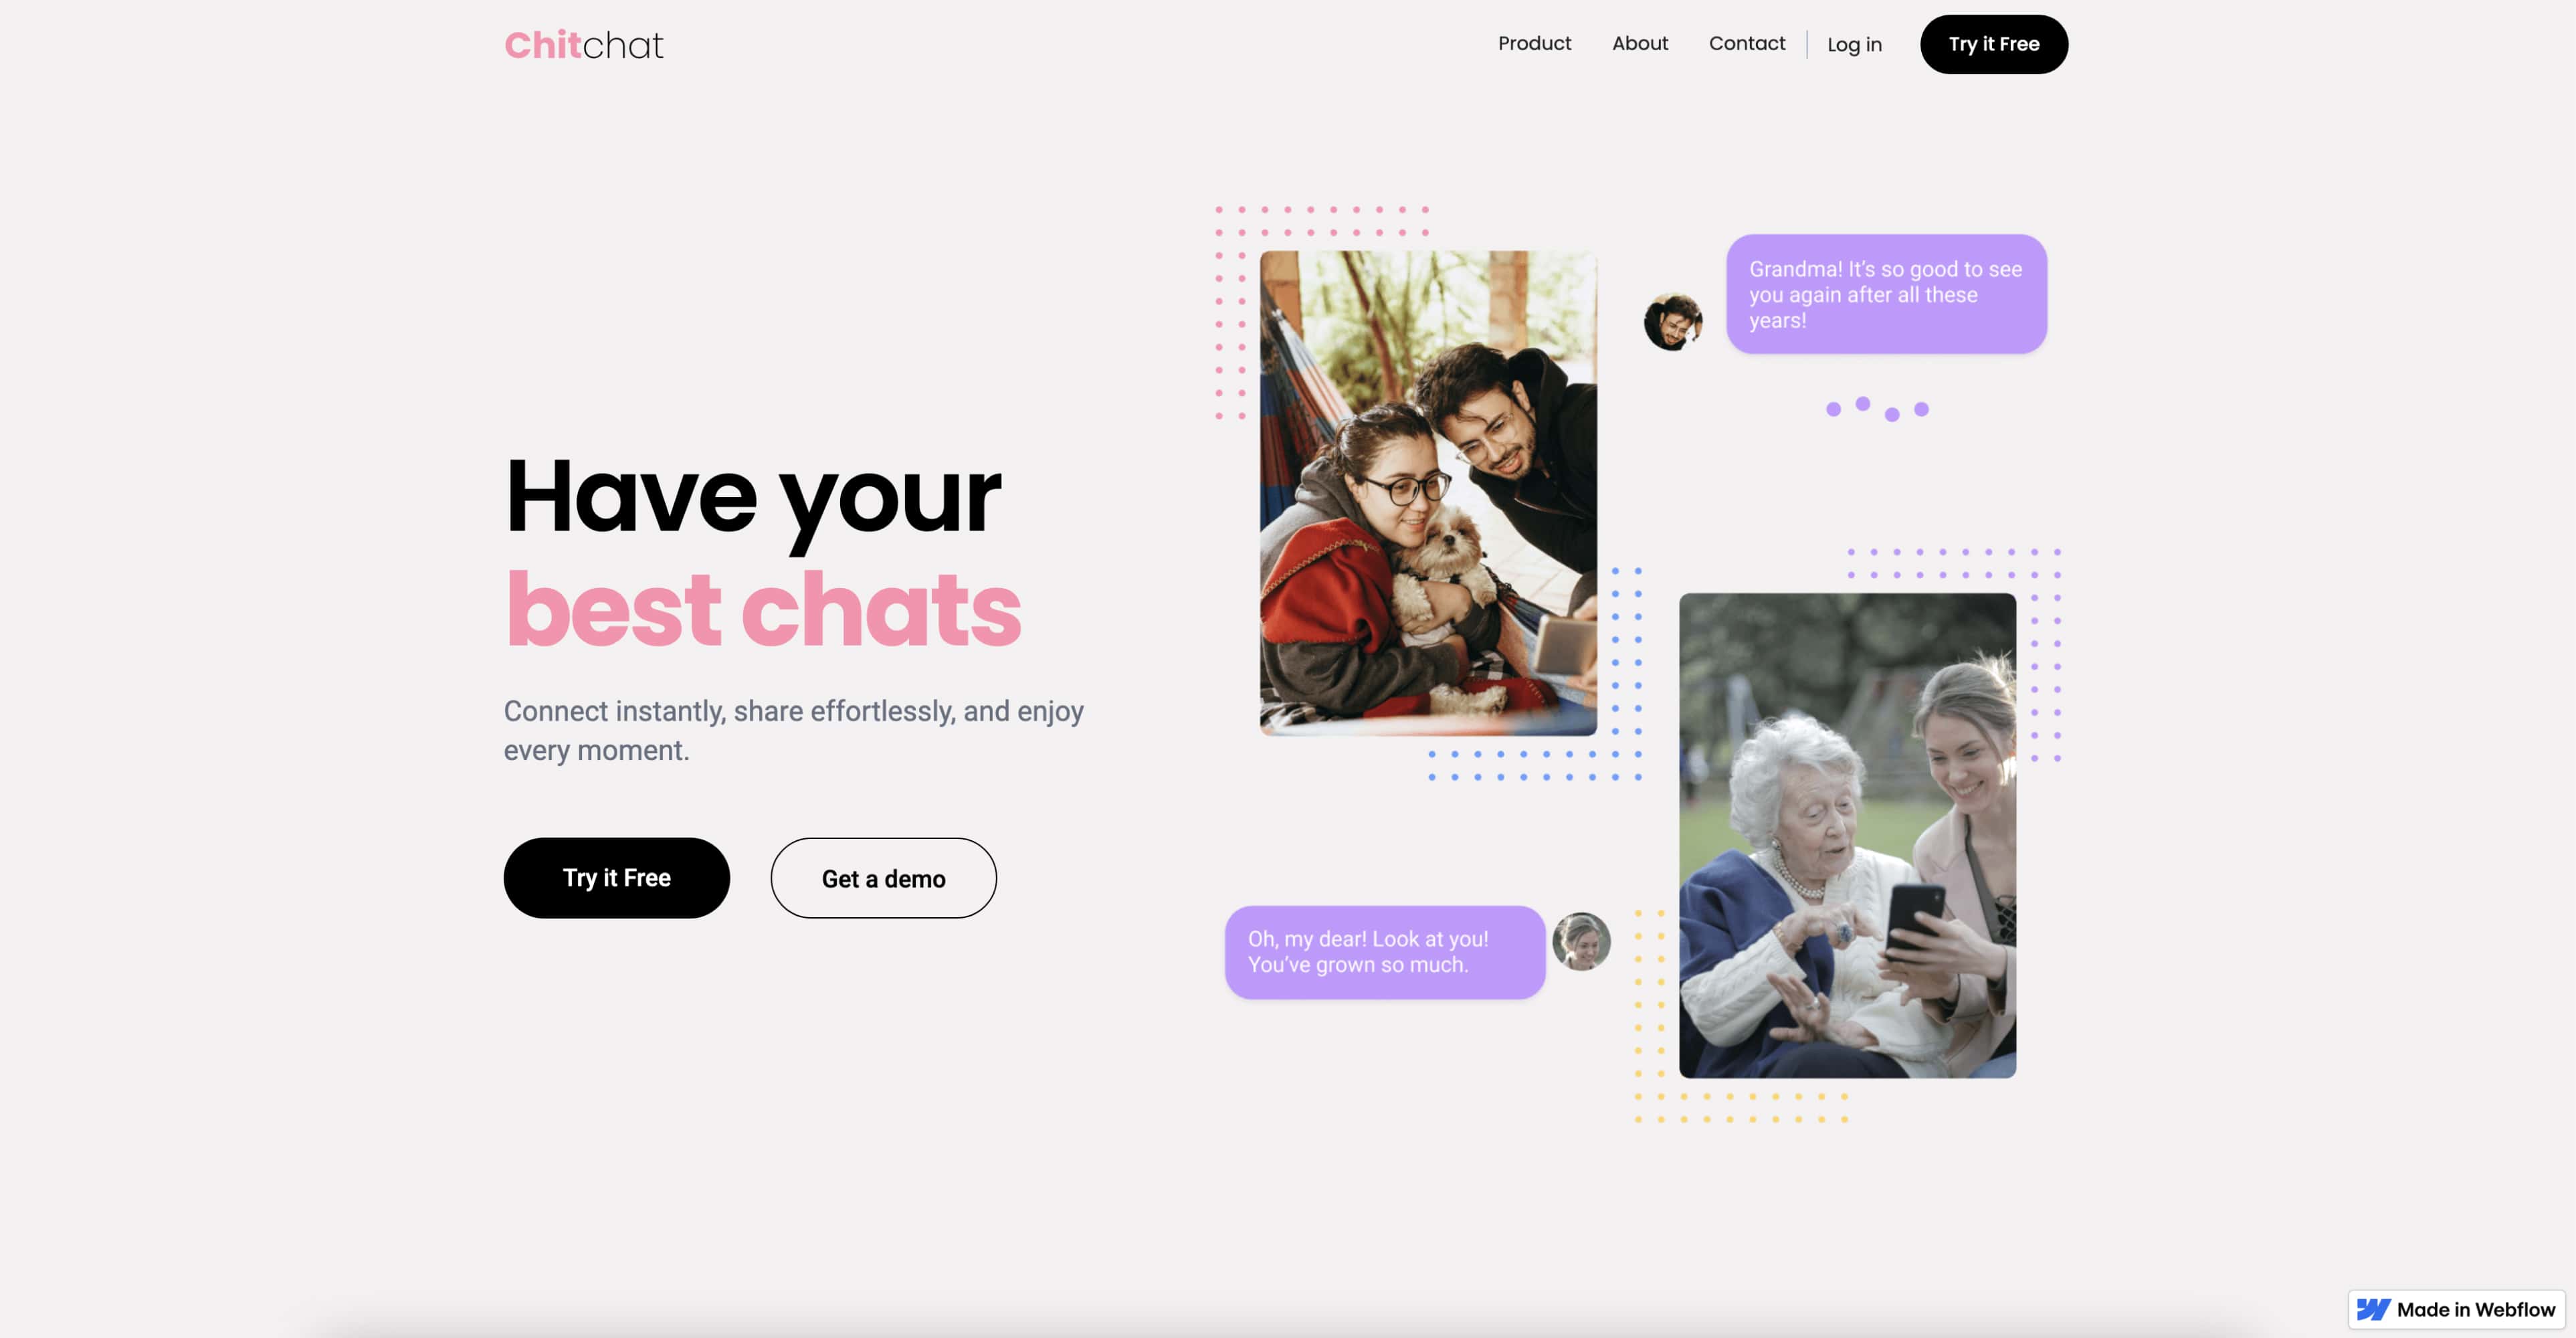 Chitchat
Product
About
Contact
Log in
Try it Free
Have your
best chats
Connect instantly, share effortlessly, and enjoy
every moment.
Try it Free
Get a demo
Grandma! It’s so good to see
you again after all these
years!
Oh, my dear! Look at you!
You’ve grown so much.
Made in Webflow